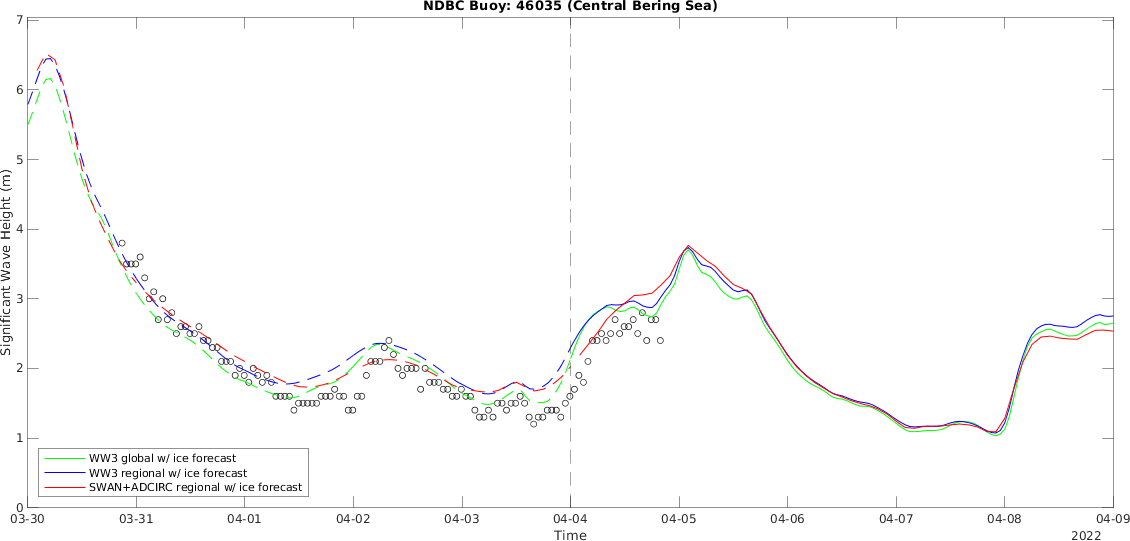 NDBC Buoy: 46035 (Central Bering Sea)
7
6
5
4
3
2
1
0
Significant Wave Height (m)
WW3 global w/ ice forecast
WW3 regional w/ ice forecast
SWAN+ADCIRC regional w/ ice forecast
03-30 03-31 04-01 04-02 04-03 04-04 04-05 04-06 04-07 04-08 04-09
Time
2022